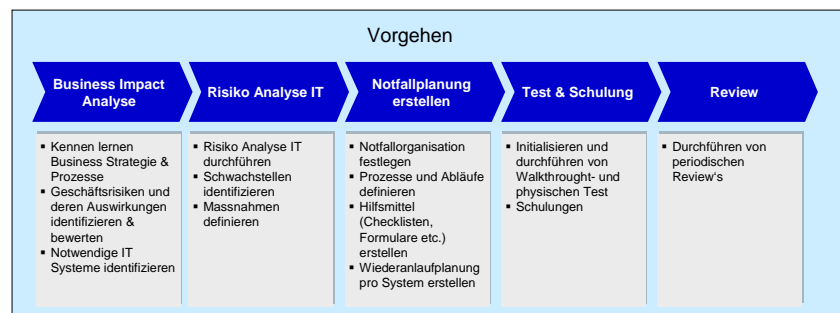 Vorgehen
Business Impact
Analyse
Risiko Analyse IT
Notfallplanung
erstellen
Test & Schulung
Review
▪ Kennen lernen
Business Strategie &
Prozesse
▪ Geschäftsrisiken und
deren Auswirkungen
identifizieren &
bewerten
▪ Notwendige IT
Systeme identifizieren
▪ Risiko Analyse IT
durchführen
▪ Schwachstellen
identifizieren
▪ Massnahmen
definieren
▪ Notfallorganisation
festlegen
▪ Prozesse und Abläufe
definieren
▪ Hilfsmittel
(Checklisten,
Formulare etc.)
erstellen
▪ Wiederanlaufplanung
pro System erstellen
▪ Initialisieren und
durchführen von
Walkthrought- und
physischen Test
▪ Schulungen
▪ Durchführen von
periodischen
Review‘s